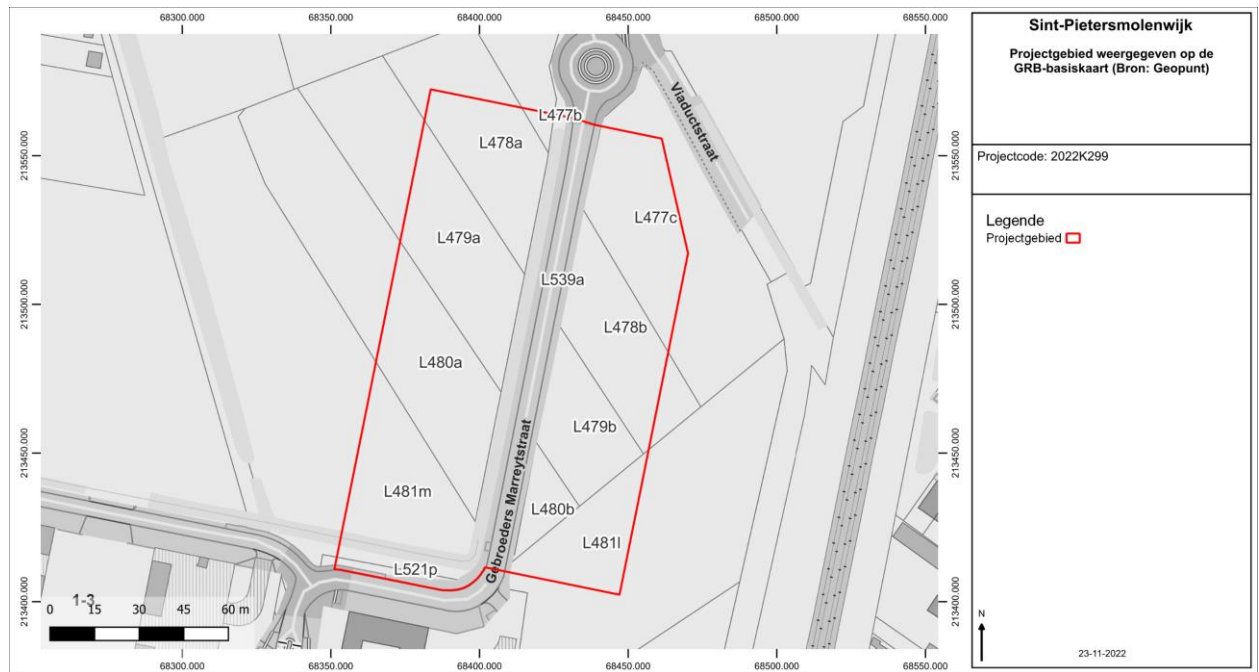 68300.000
68350.000
68400.000
68450.000
68500.000
68550.000
Sint-Pietersmolenwijk
Projectgebied weergegeven op de
GRB-basiskaart (Bron: Geopunt)
Projectcode: 2022K299
Legende
Projectgebied
213550.000
213550.000
213500.000
213500.000
213450.000
213450.000
213400.000
213400.000
L477b
L478a
Viaductstraat
L477c
L479a
L539a
L478b
L480a
L479b
L481m
L480b
Gebroeders Marreytstraat
L481l
L521p
1-3
0 15 30 45 60 m
68300.000
68350.000
68400.000
68450.000
68500.000
68550.000
N
23-11-2022